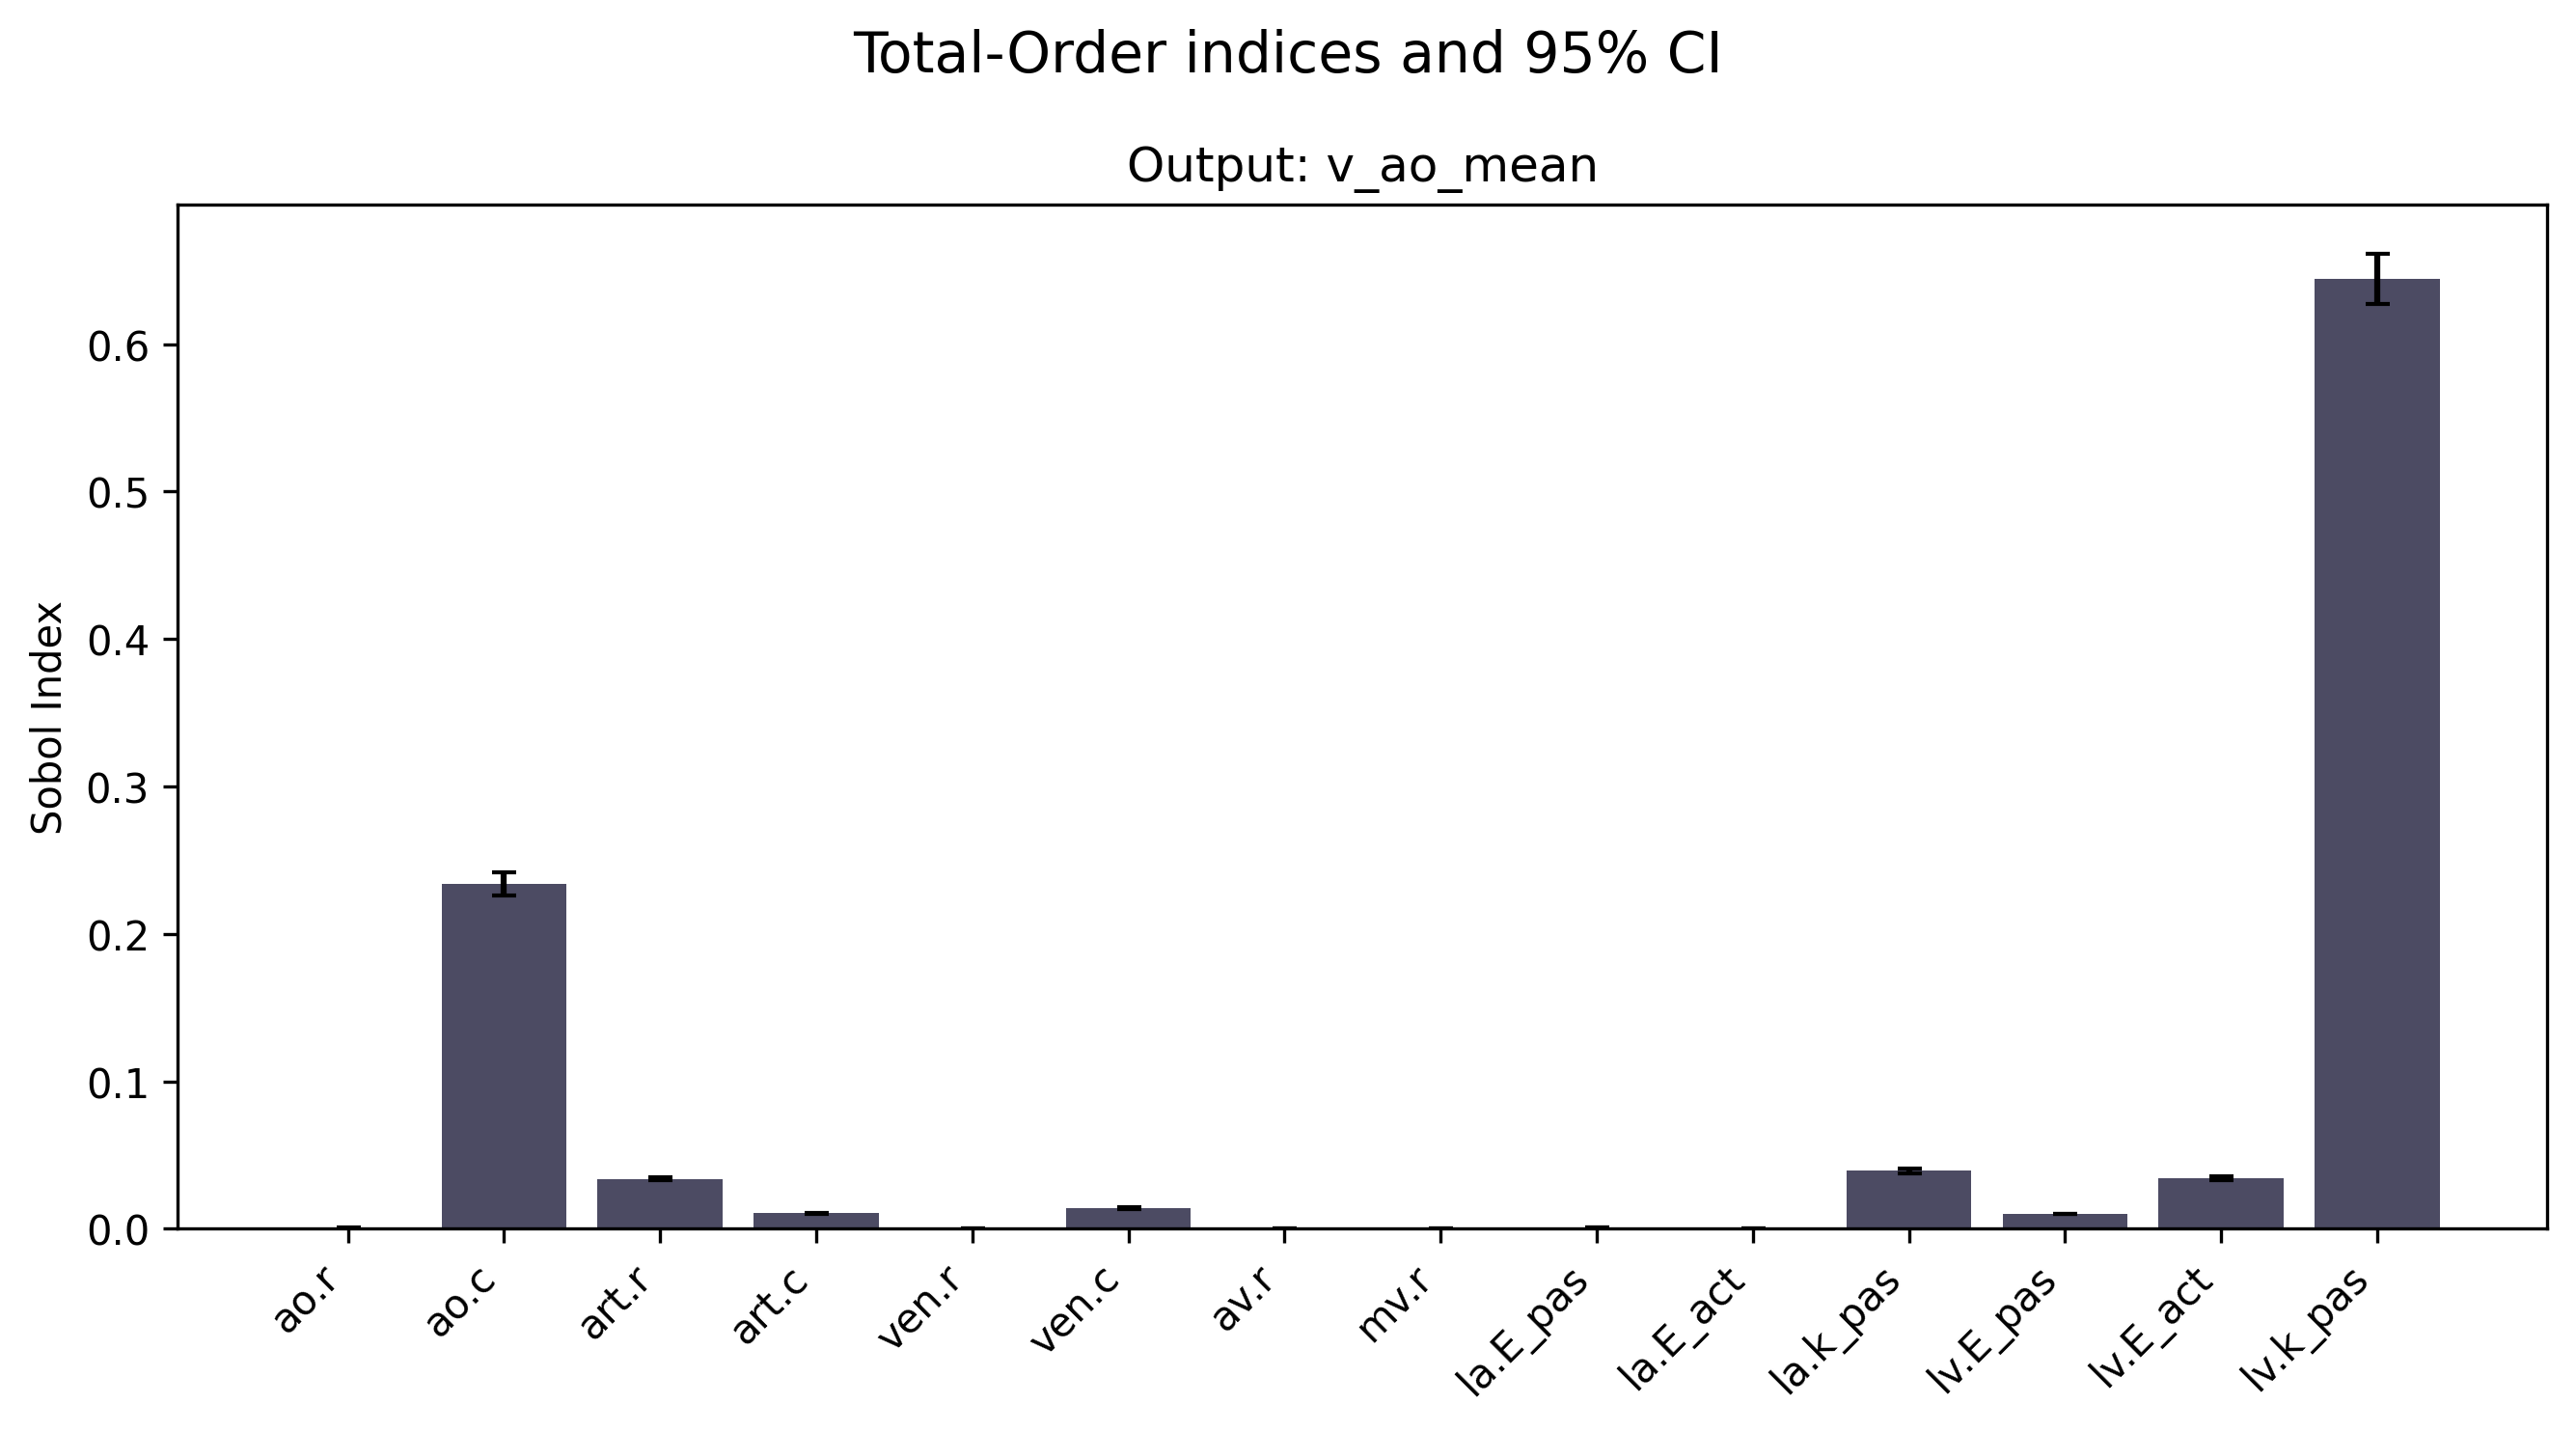 Total-Order indices and 95% CI
Output: v_ao_mean
Sobol Index
0.6
0.5
0.4
0.3
0.2
0.1
0.0
ao.r
ao.c
art.r
art.c
ven.r
ven.c
av.r
mv.r
la.E_pas
la.E_act
la.k_pas
lv.E_pas
lv.E_act
lv.k_pas